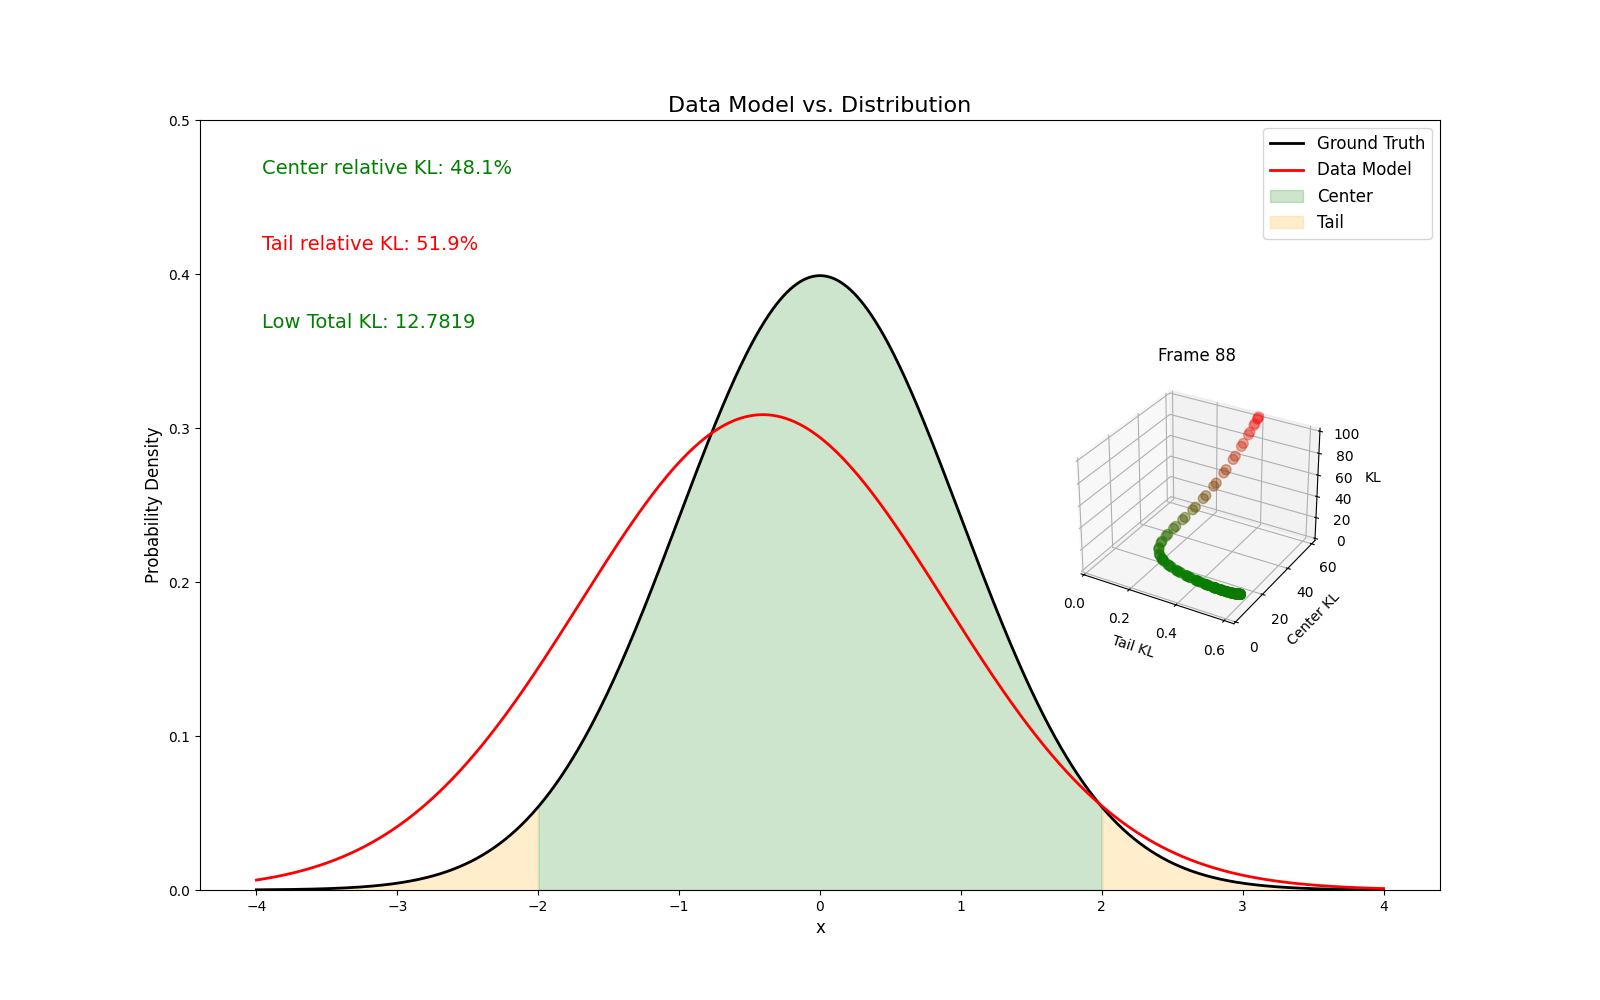 Data Model vs. Distribution
Center relative KL: 48.1%
Tail relative KL: 51.9%
Low Total KL: 12.7819
Ground Truth
Data Model
Center
Tail
Frame 88
100
80
60
40
20
0
KL
0.0
0.2
0.4
0.6
Tail KL
0
20
40
60
Center KL
0.5
0.4
0.3
0.2
0.1
0.0
Probability Density
−4
−3
−2
−1
0
1
2
3
4
x